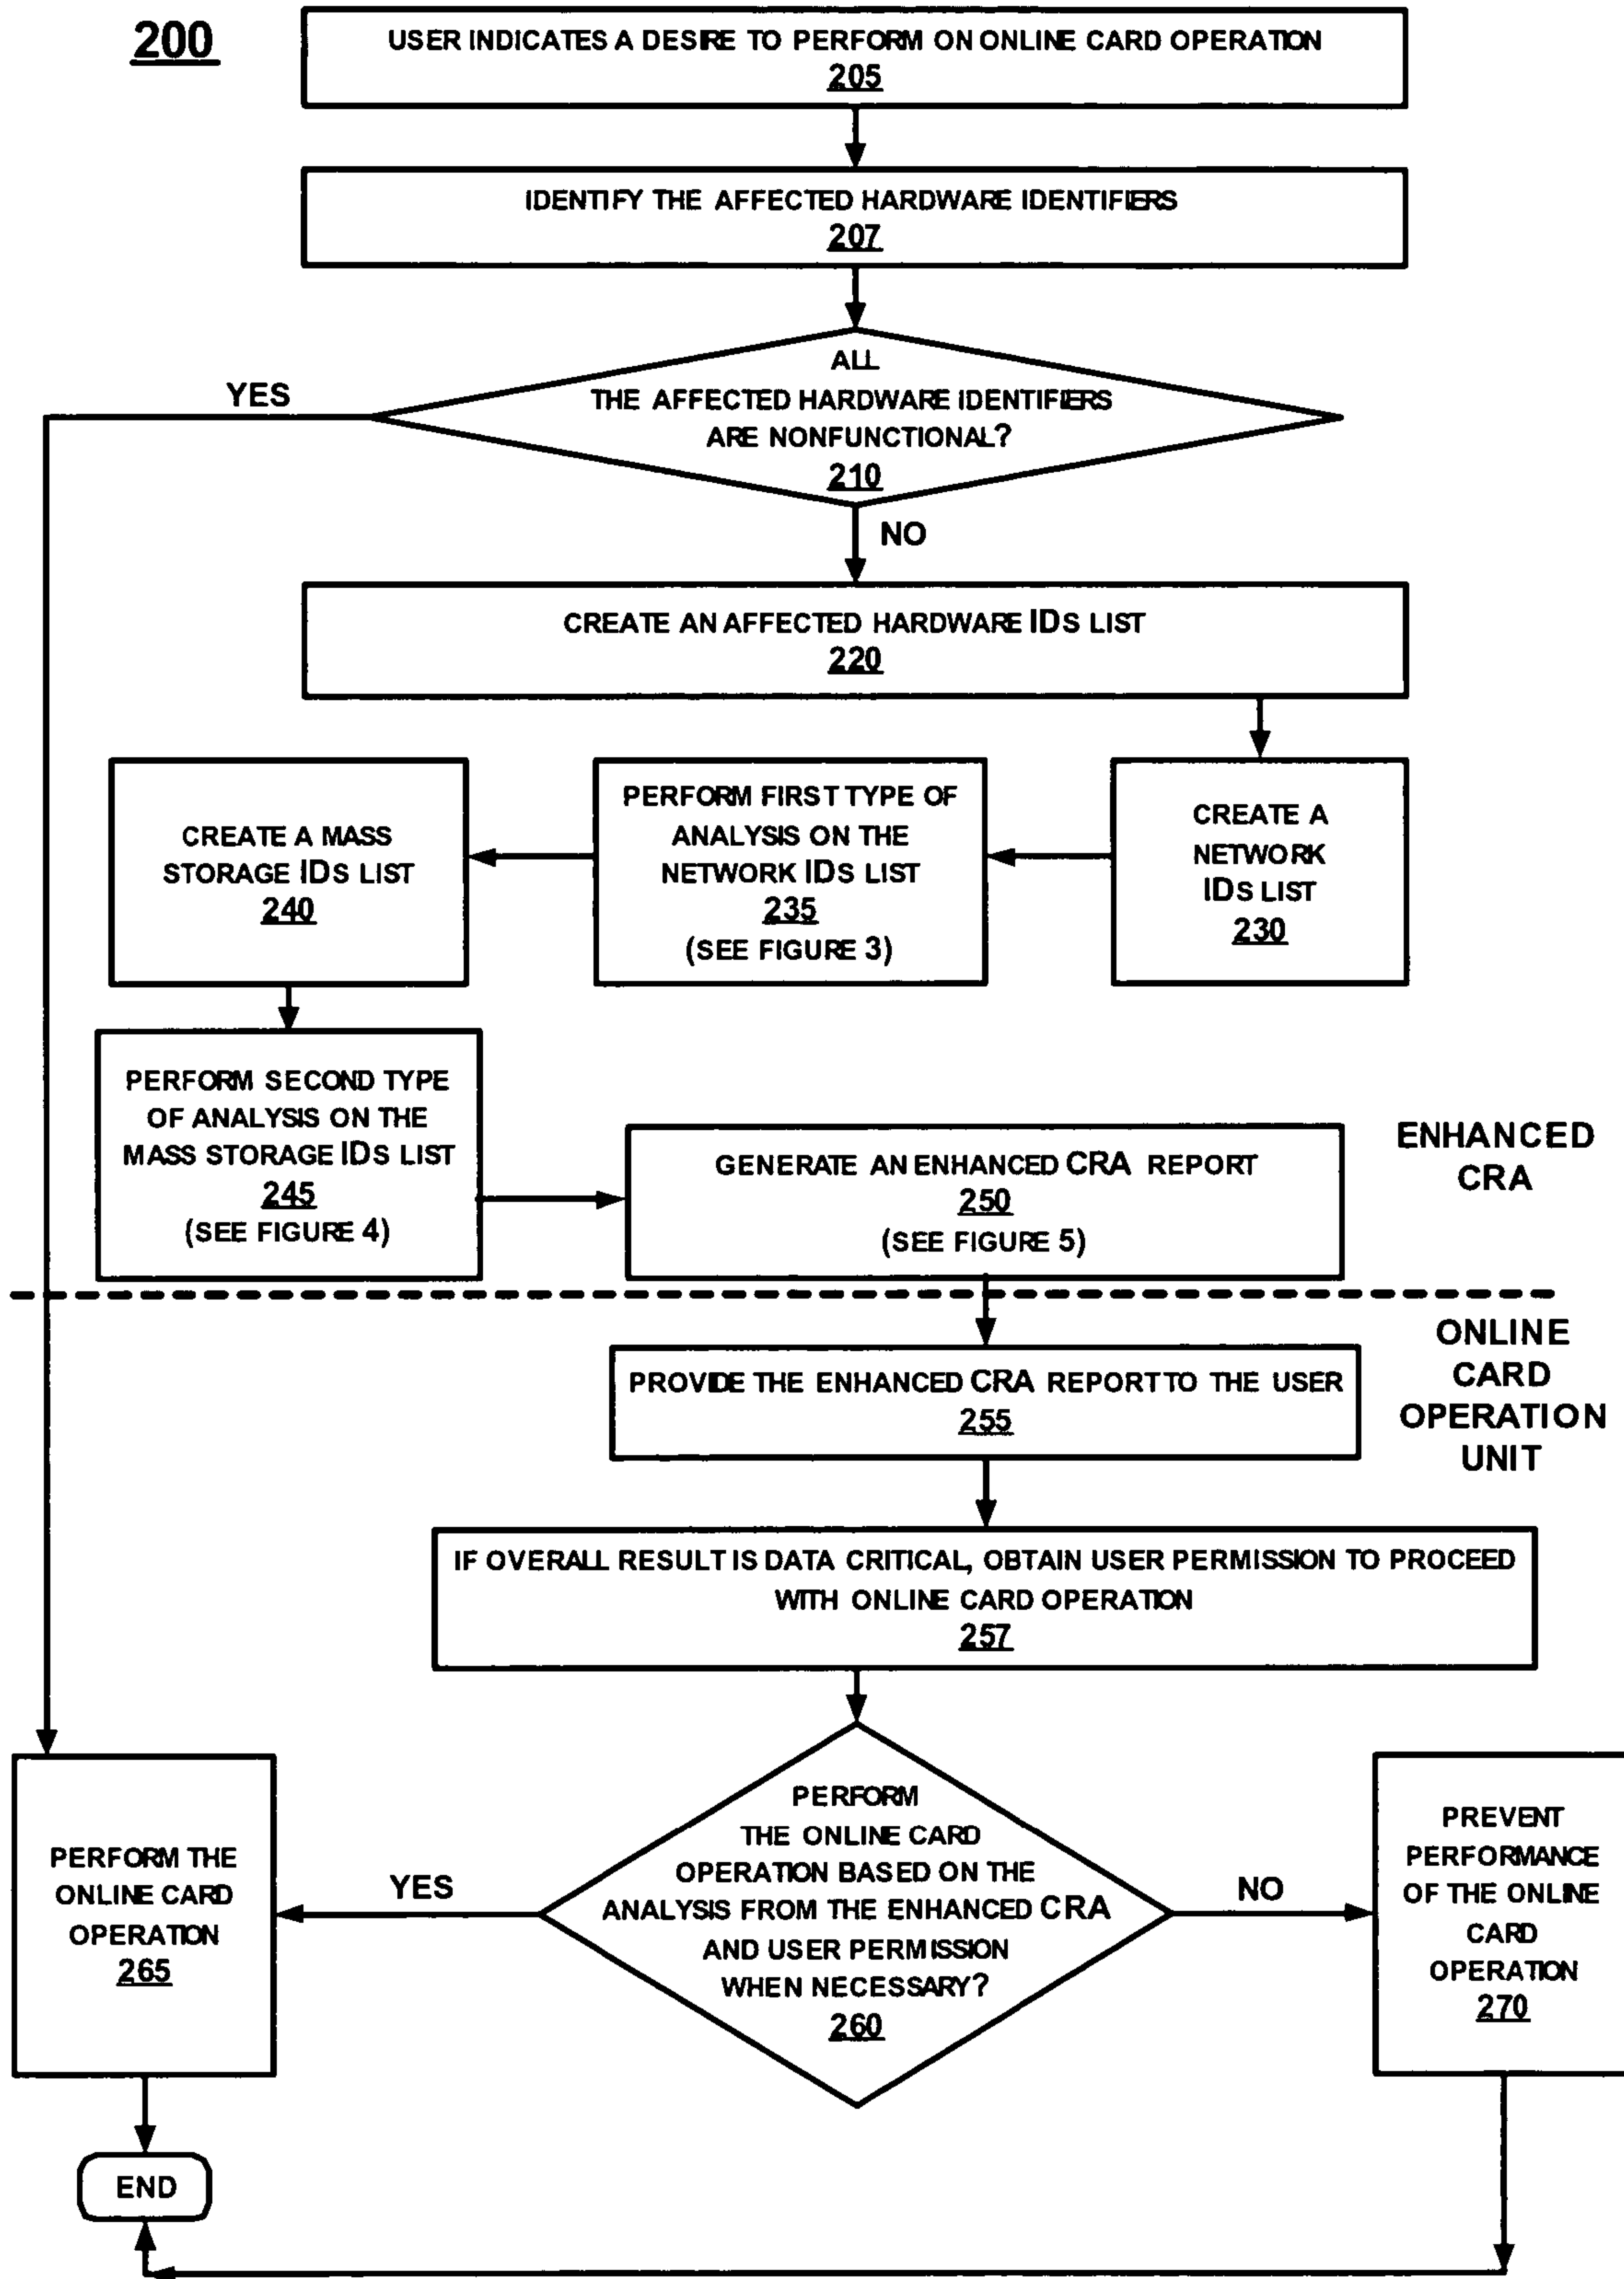 200
USER INDICATES A DESIRE TO PERFORM ON ONLINE CARD OPERATION
205
IDENTIFY THE AFFECTED HARDWARE IDENTIFIERS
207
ALL
THE AFFECTED HARDWARE IDENTIFIERS
ARE NONFUNCTIONAL?
210
YES
NO
CREATE AN AFFECTED HARDWARE IDS LIST
220
CREATE A MASS
STORAGE IDS LIST
240
PERFORM FIRST TYPE OF
ANALYSIS ON THE
NETWORK IDS LIST
235
(SEE FIGURE 3)
CREATE A
NETWORK
IDS LIST
230
PERFORM SECOND TYPE
OF ANALYSIS ON THE
MASS STORAGE IDS LIST
245
(SEE FIGURE 4)
GENERATE AN ENHANCED CRA REPORT
250
(SEE FIGURE 5)
ENHANCED
CRA
ONLINE
CARD
OPERATION
UNIT
PROVIDE THE ENHANCED CRA REPORT TO THE USER
255
IF OVERALL RESULT IS DATA CRITICAL, OBTAIN USER PERMISSION TO PROCEED
WITH ONLINE CARD OPERATION
257
PERFORM THE
ONLINE CARD
OPERATION
265
YES
PERFORM
THE ONLINE CARD
OPERATION BASED ON THE
ANALYSIS FROM THE ENHANCED CRA
AND USER PERMISSION
WHEN NECESSARY?
260
NO
PREVENT
PERFORMANCE
OF THE ONLINE
CARD
OPERATION
270
END